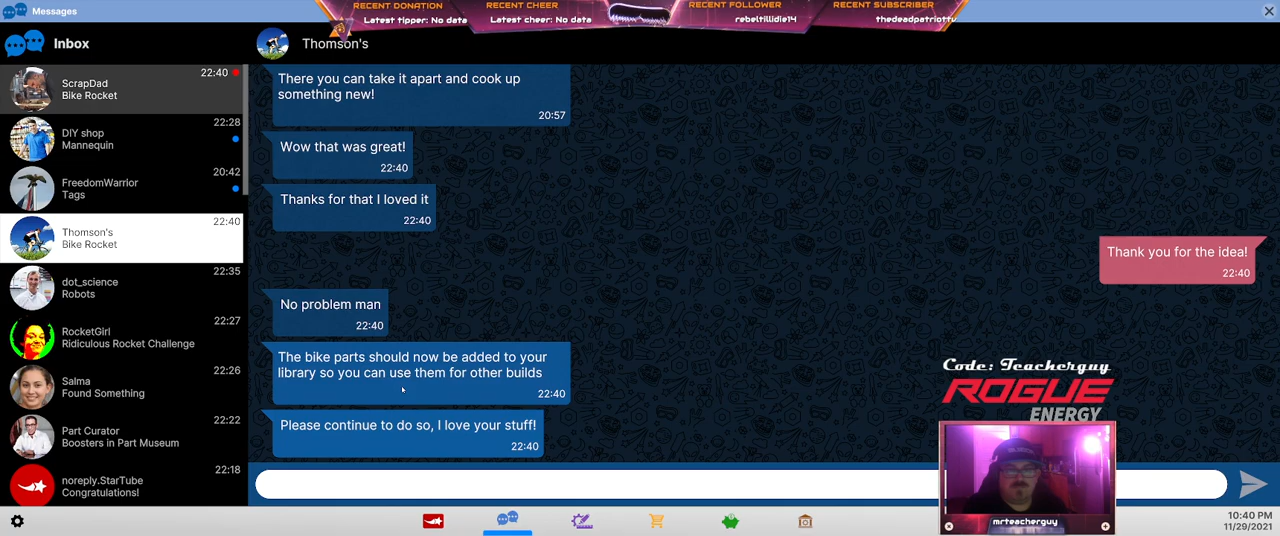 Messages
RECENT DONATION
Latest tipper: No data
RECENT CHEER
Latest cheer: No data
RECENT FOLLOWER
rebeltillidie14
RECENT SUBSCRIBER
thedeadpatriottv
Inbox
Thomson's
ScrapDad
Bike Rocket
22:40
DIY shop
Mannequin
22:28
FreedomWarrior
Tags
20:42
Thomson's
Bike Rocket
22:40
dot_science
Robots
22:35
RocketGirl
Ridiculous Rocket Challenge
22:27
Salma
Found Something
22:26
Part Curator
Boosters in Part Museum
22:22
noreply.StarTube
Congratulations!
22:18
There you can take it apart and cook up
something new!
20:57
Wow that was great!
22:40
Thanks for that I loved it
22:40
Thank you for the idea!
22:40
No problem man
22:40
The bike parts should now be added to your
library so you can use them for other builds
22:40
Please continue to do so, I love your stuff!
22:40
Code: Teacherguy
ROGUE
ENERGY
mrteacherguy
10:40 PM
11/29/2021